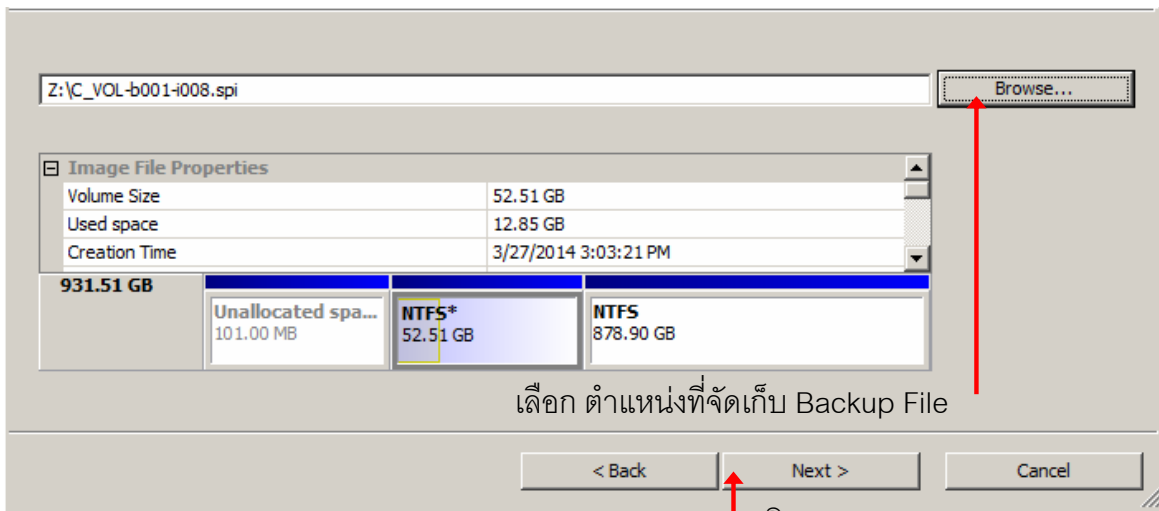 Z:\C_VOL-b001-i008.spi
Browse...
Image File Properties
Volume Size 52.51 GB
Used space 12.85 GB
Creation Time 3/27/2014 3:03:21 PM
931.51 GB
Unallocated spa... NTFS* NTFS
101.00 MB 52.51 GB 878.90 GB
เลือก ตำแหน่งที่จัดเก็บ Backup File
< Back Next > Cancel